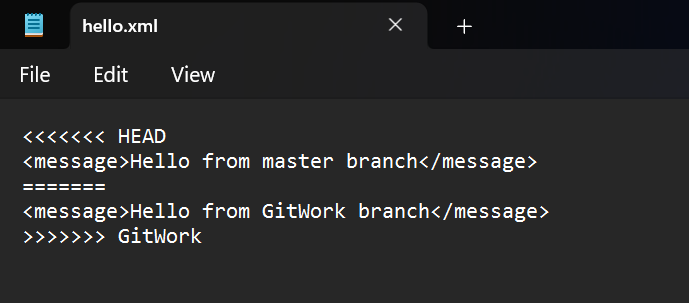 hello.xml
File Edit View
<<<<<<< HEAD
<message>Hello from master branch</message>
=======
<message>Hello from GitWork branch</message>
>>>>>>> GitWork